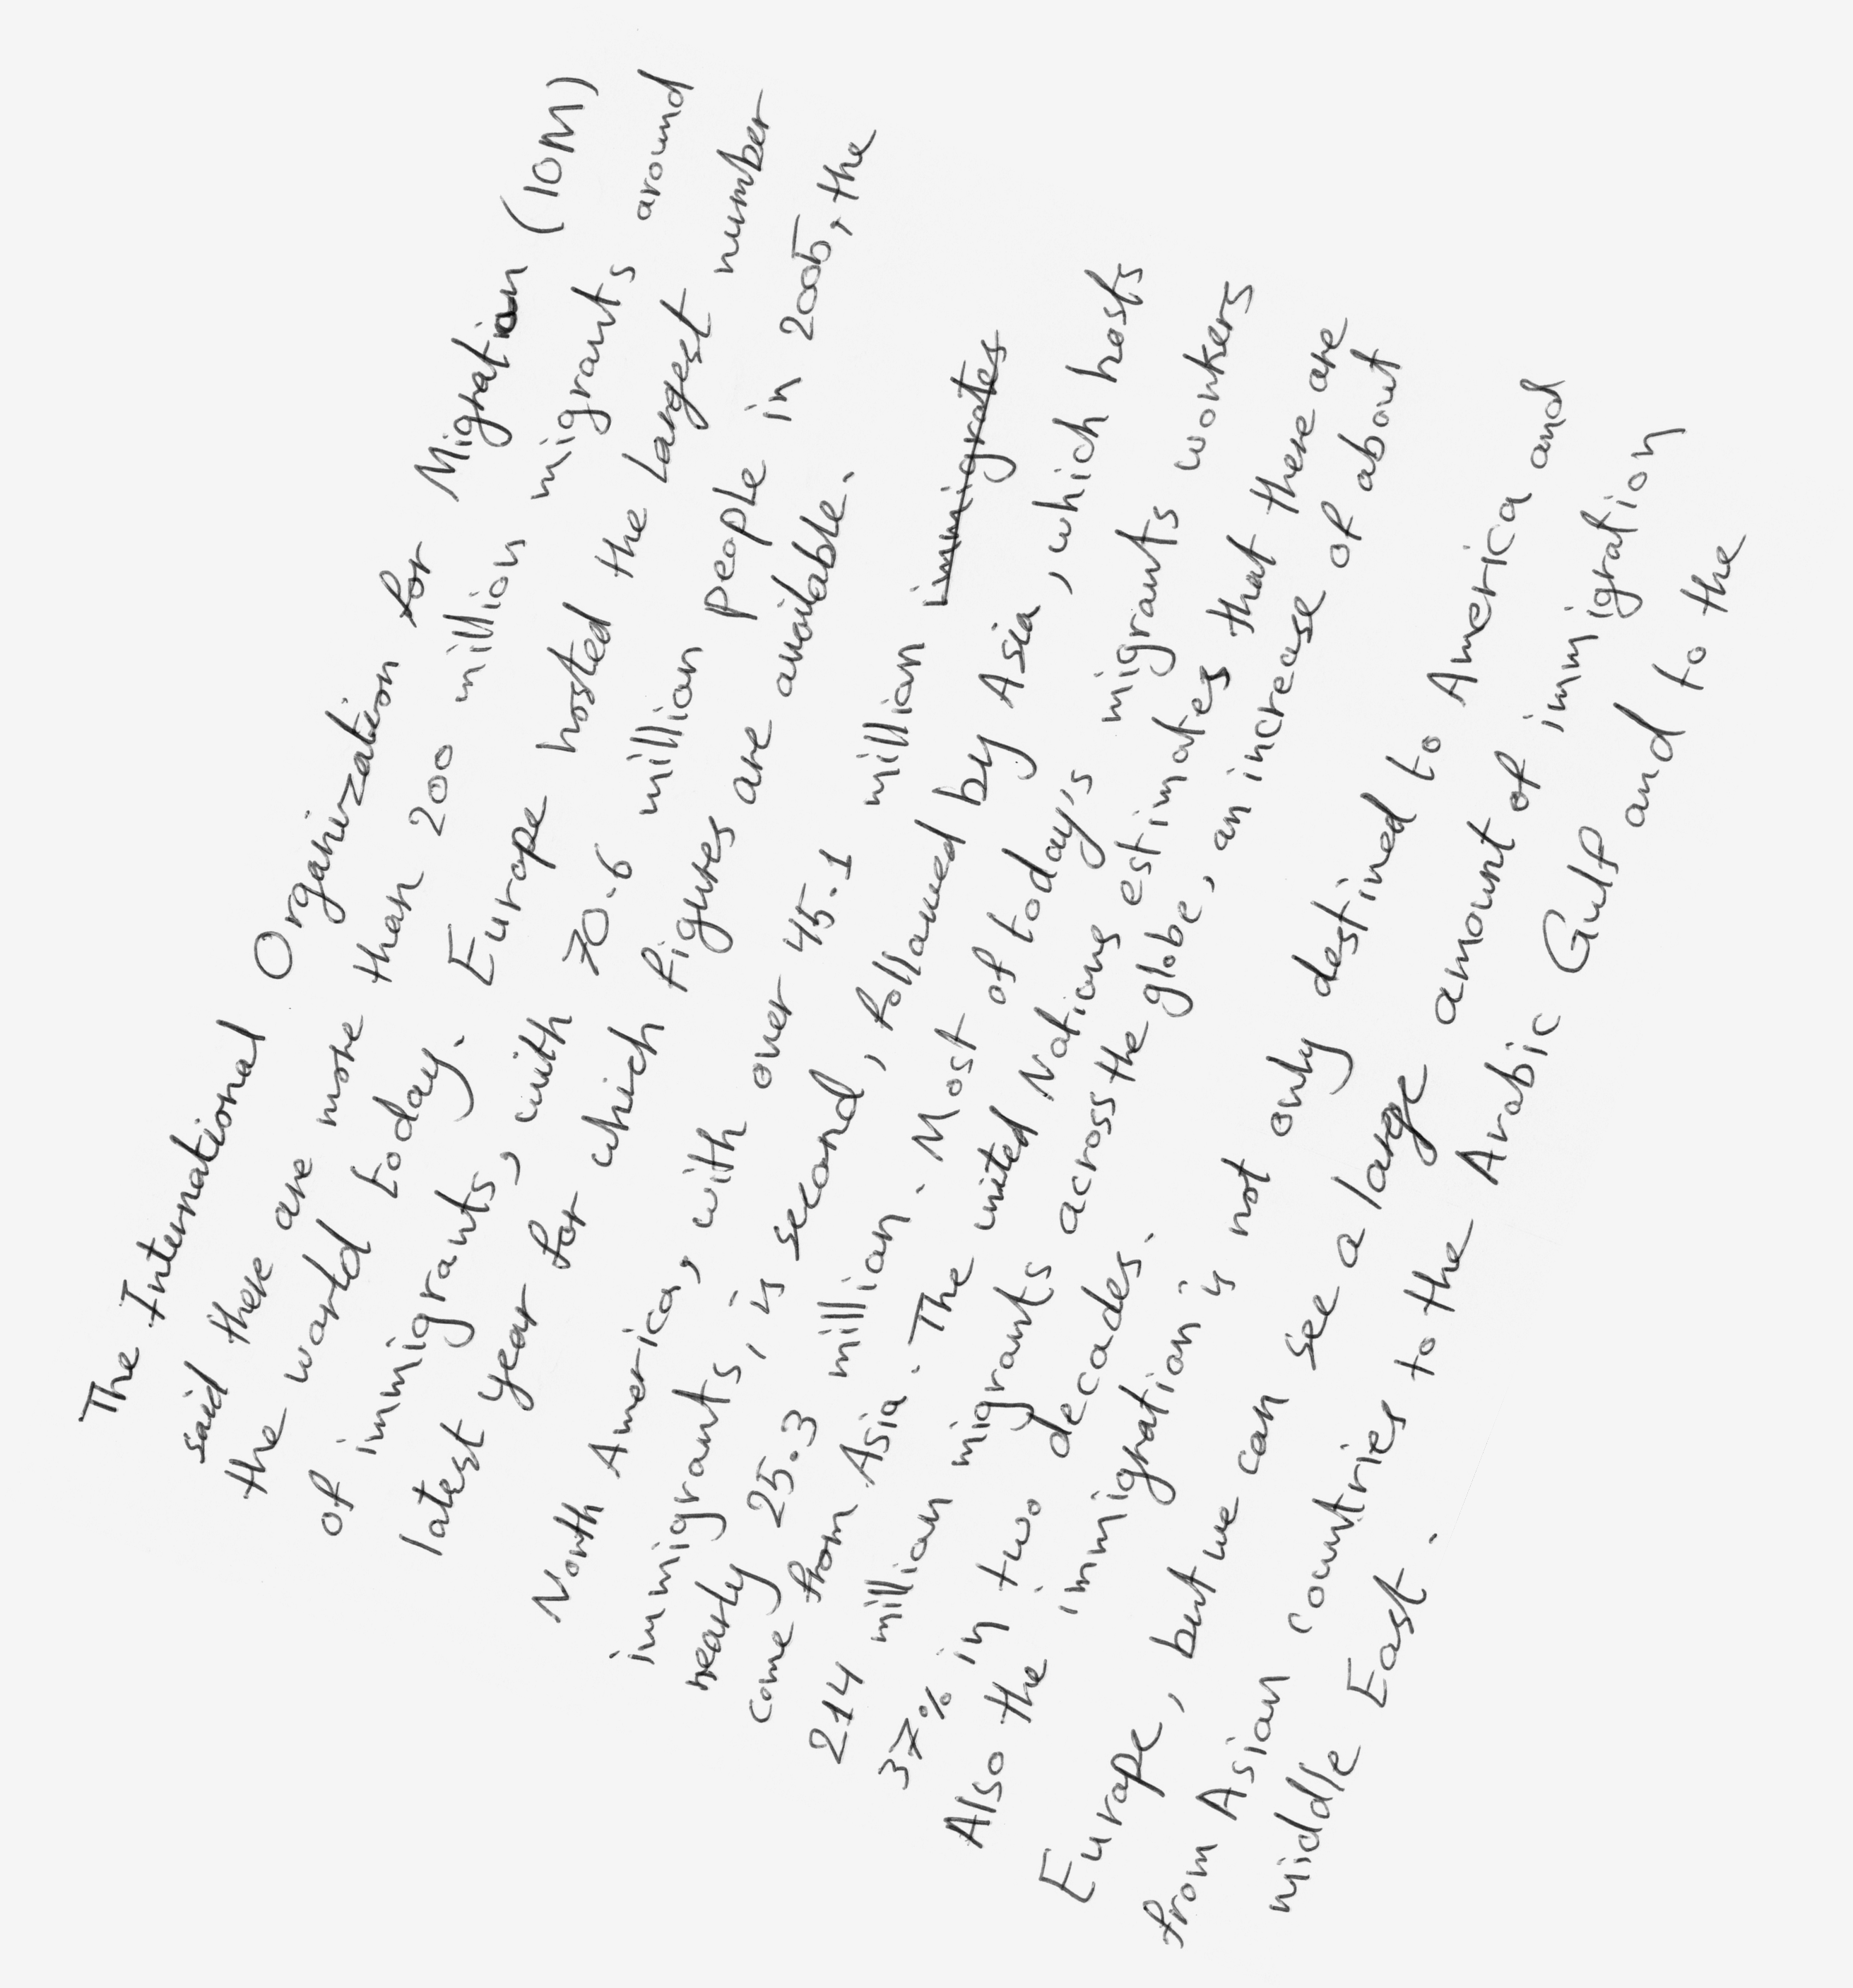 The International Organization for Migration (IOM)
said there are more than 200 million migrants around
the world today. Europe hosted the largest number
of immigrants, with 70.6 million people in 2005, the
latest year for which figures are available.
North America, with over 45.1 million immigrates
immigrants, is second, followed by Asia, which hosts
nearly 25.3 million. Most of today's migrants workers
come from Asia. The united Nations estimates that there are
214 million migrants across the globe, an increase of about
37% in two decades.
Also the immigration is not only destined to America and
Europe, but we can see a large amount of immigration
from Asian countries to the Arabic Gulf and to the
middle East.